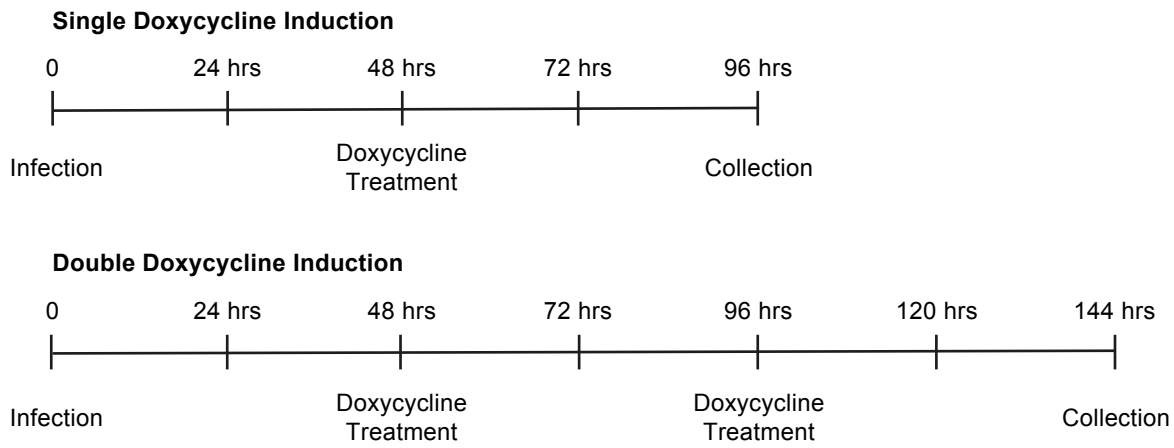 Single Doxycycline Induction
0 24 hrs 48 hrs 72 hrs 96 hrs
Infection Doxycycline Treatment Collection
Double Doxycycline Induction
0 24 hrs 48 hrs 72 hrs 96 hrs 120 hrs 144 hrs
Infection Doxycycline Treatment Doxycycline Treatment Collection